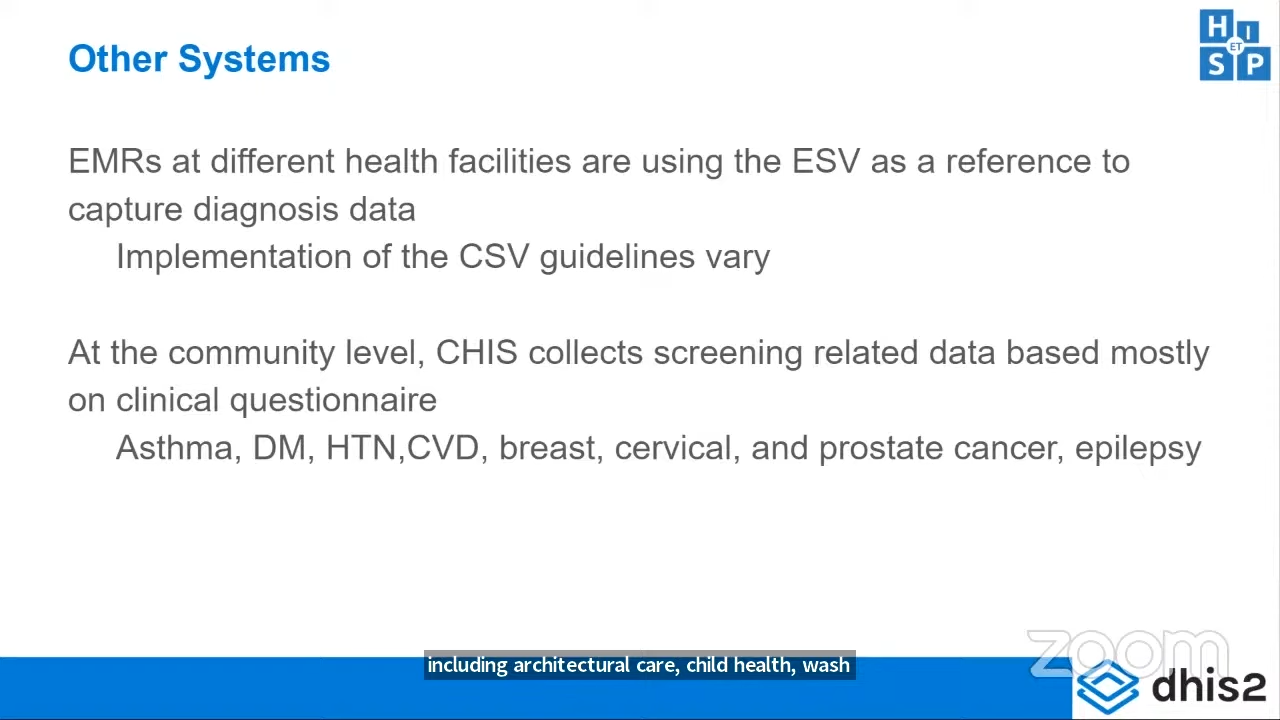 Other Systems
H I
ET
S P
EMRs at different health facilities are using the ESV as a reference to
capture diagnosis data
Implementation of the CSV guidelines vary
At the community level, CHIS collects screening related data based mostly
on clinical questionnaire
Asthma, DM, HTN,CVD, breast, cervical, and prostate cancer, epilepsy
zoom
including architectural care, child health, wash
dhis2